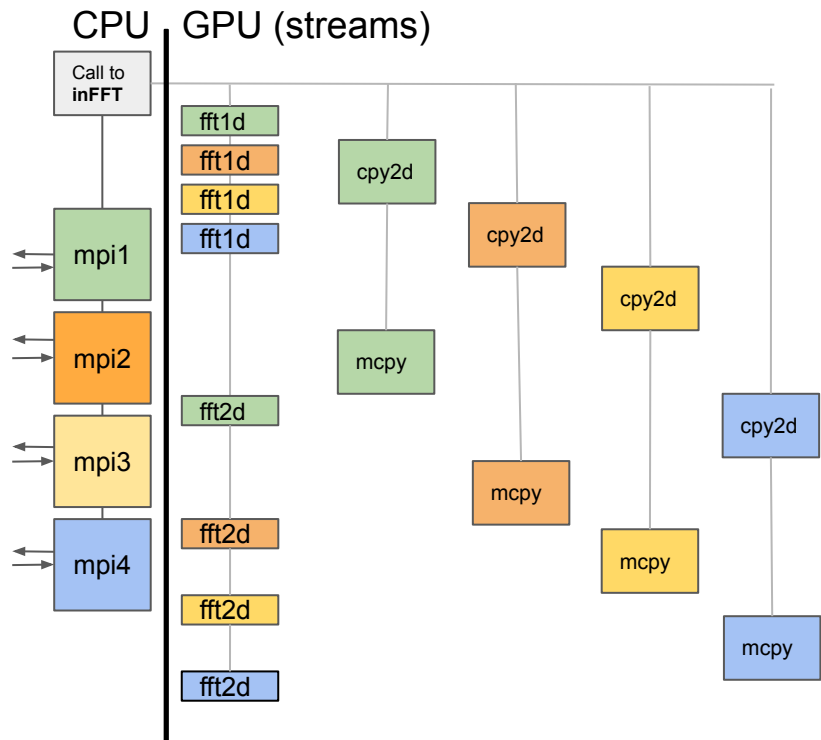 CPU
GPU (streams)
Call to
inFFT
fft1d
fft1d
fft1d
fft1d
cpy2d
cpy2d
mpi1
cpy2d
mpi2
mcpy
fft2d
cpy2d
mpi3
mcpy
fft2d
mpi4
mcpy
fft2d
mcpy
fft2d